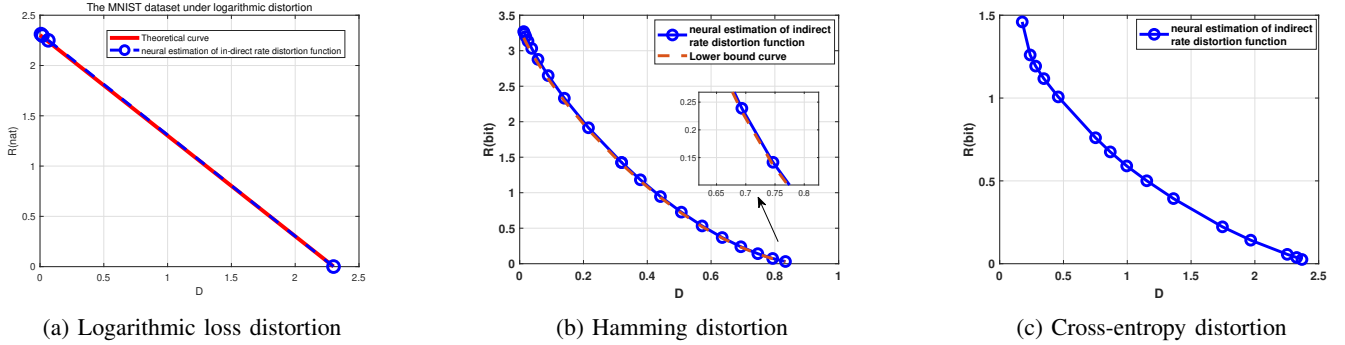 The MNIST dataset under logarithmic distortion
2.5
2
1.5
1
0.5
0
R(nat)
Theoretical curve
neural estimation of in-direct rate distortion function
0
0.5
1
1.5
2
2.5
D
(a) Logarithmic loss distortion
3.5
3
2.5
2
1.5
1
0.5
0
R(bit)
neural estimation of indirect
rate distortion function
Lower bound curve
0.25
0.2
0.15
0.65
0.7
0.75
0.8
0
0.2
0.4
0.6
0.8
1
D
(b) Hamming distortion
1.5
1
0.5
0
R(bit)
neural estimation of indirect
rate distortion function
0
0.5
1
1.5
2
2.5
D
(c) Cross-entropy distortion